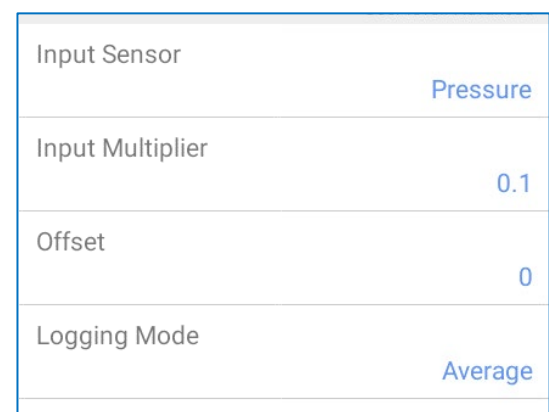 Input Sensor
Pressure
Input Multiplier
0.1
Offset
0
Logging Mode
Average